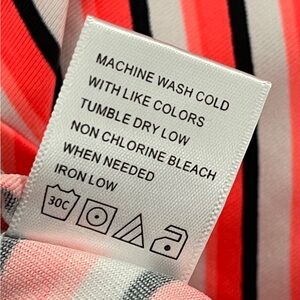 MACHINE WASH COLD
WITH LIKE COLORS
TUMBLE DRY LOW
NON CHLORINE BLEACH
WHEN NEEDED
IRON LOW
30C